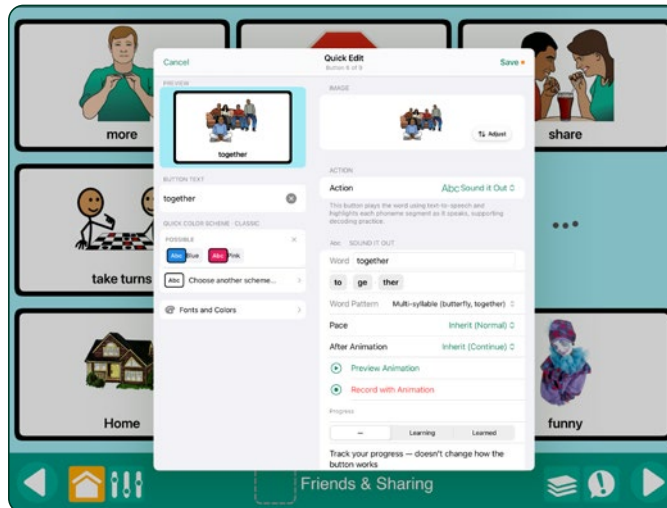 more
share
take turns
...
Home
funny
Friends & Sharing
Cancel
Quick Edit
Button 6 of 9
Save
PREVIEW
together
BUTTON TEXT
together
QUICK COLOR SCHEME · CLASSIC
POSSIBLE
Abc Blue
Abc Pink
Abc Choose another scheme...
Fonts and Colors
IMAGE
Adjust
ACTION
Action Abc Sound it Out
This button plays the word using text-to-speech and
highlights each phoneme segment as it speaks, supporting
decoding practice.
Abc SOUND IT OUT
Word together
to ge ther
Word Pattern Multi-syllable (butterfly, together)
Pace Inherit (Normal)
After Animation Inherit (Continue)
Preview Animation
Record with Animation
Progress
— Learning Learned
Track your progress — doesn't change how the
button works